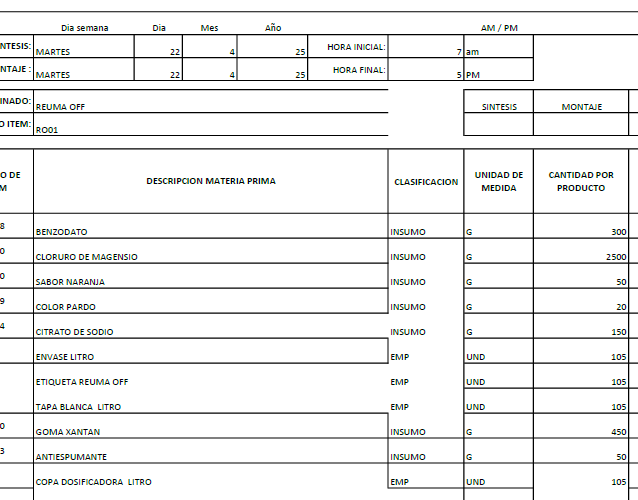 Dia semana Dia Mes Año AM / PM
NTESIS: MARTES 22 4 25 HORA INICIAL: 7 am
NTAJE : MARTES 22 4 25 HORA FINAL: 5 PM
INADO: REUMA OFF SINTESIS MONTAJE
O ITEM: RO01
O DE
M DESCRIPCION MATERIA PRIMA CLASIFICACION UNIDAD DE MEDIDA CANTIDAD POR PRODUCTO
8 BENZODATO INSUMO G 300
0 CLORURO DE MAGENSIO INSUMO G 2500
0 SABOR NARANJA INSUMO G 50
9 COLOR PARDO INSUMO G 20
4 CITRATO DE SODIO INSUMO G 150
ENVASE LITRO EMP UND 105
ETIQUETA REUMA OFF EMP UND 105
TAPA BLANCA LITRO EMP UND 105
0 GOMA XANTAN INSUMO G 450
3 ANTIESPUMANTE INSUMO G 50
COPA DOSIFICADORA LITRO EMP UND 105